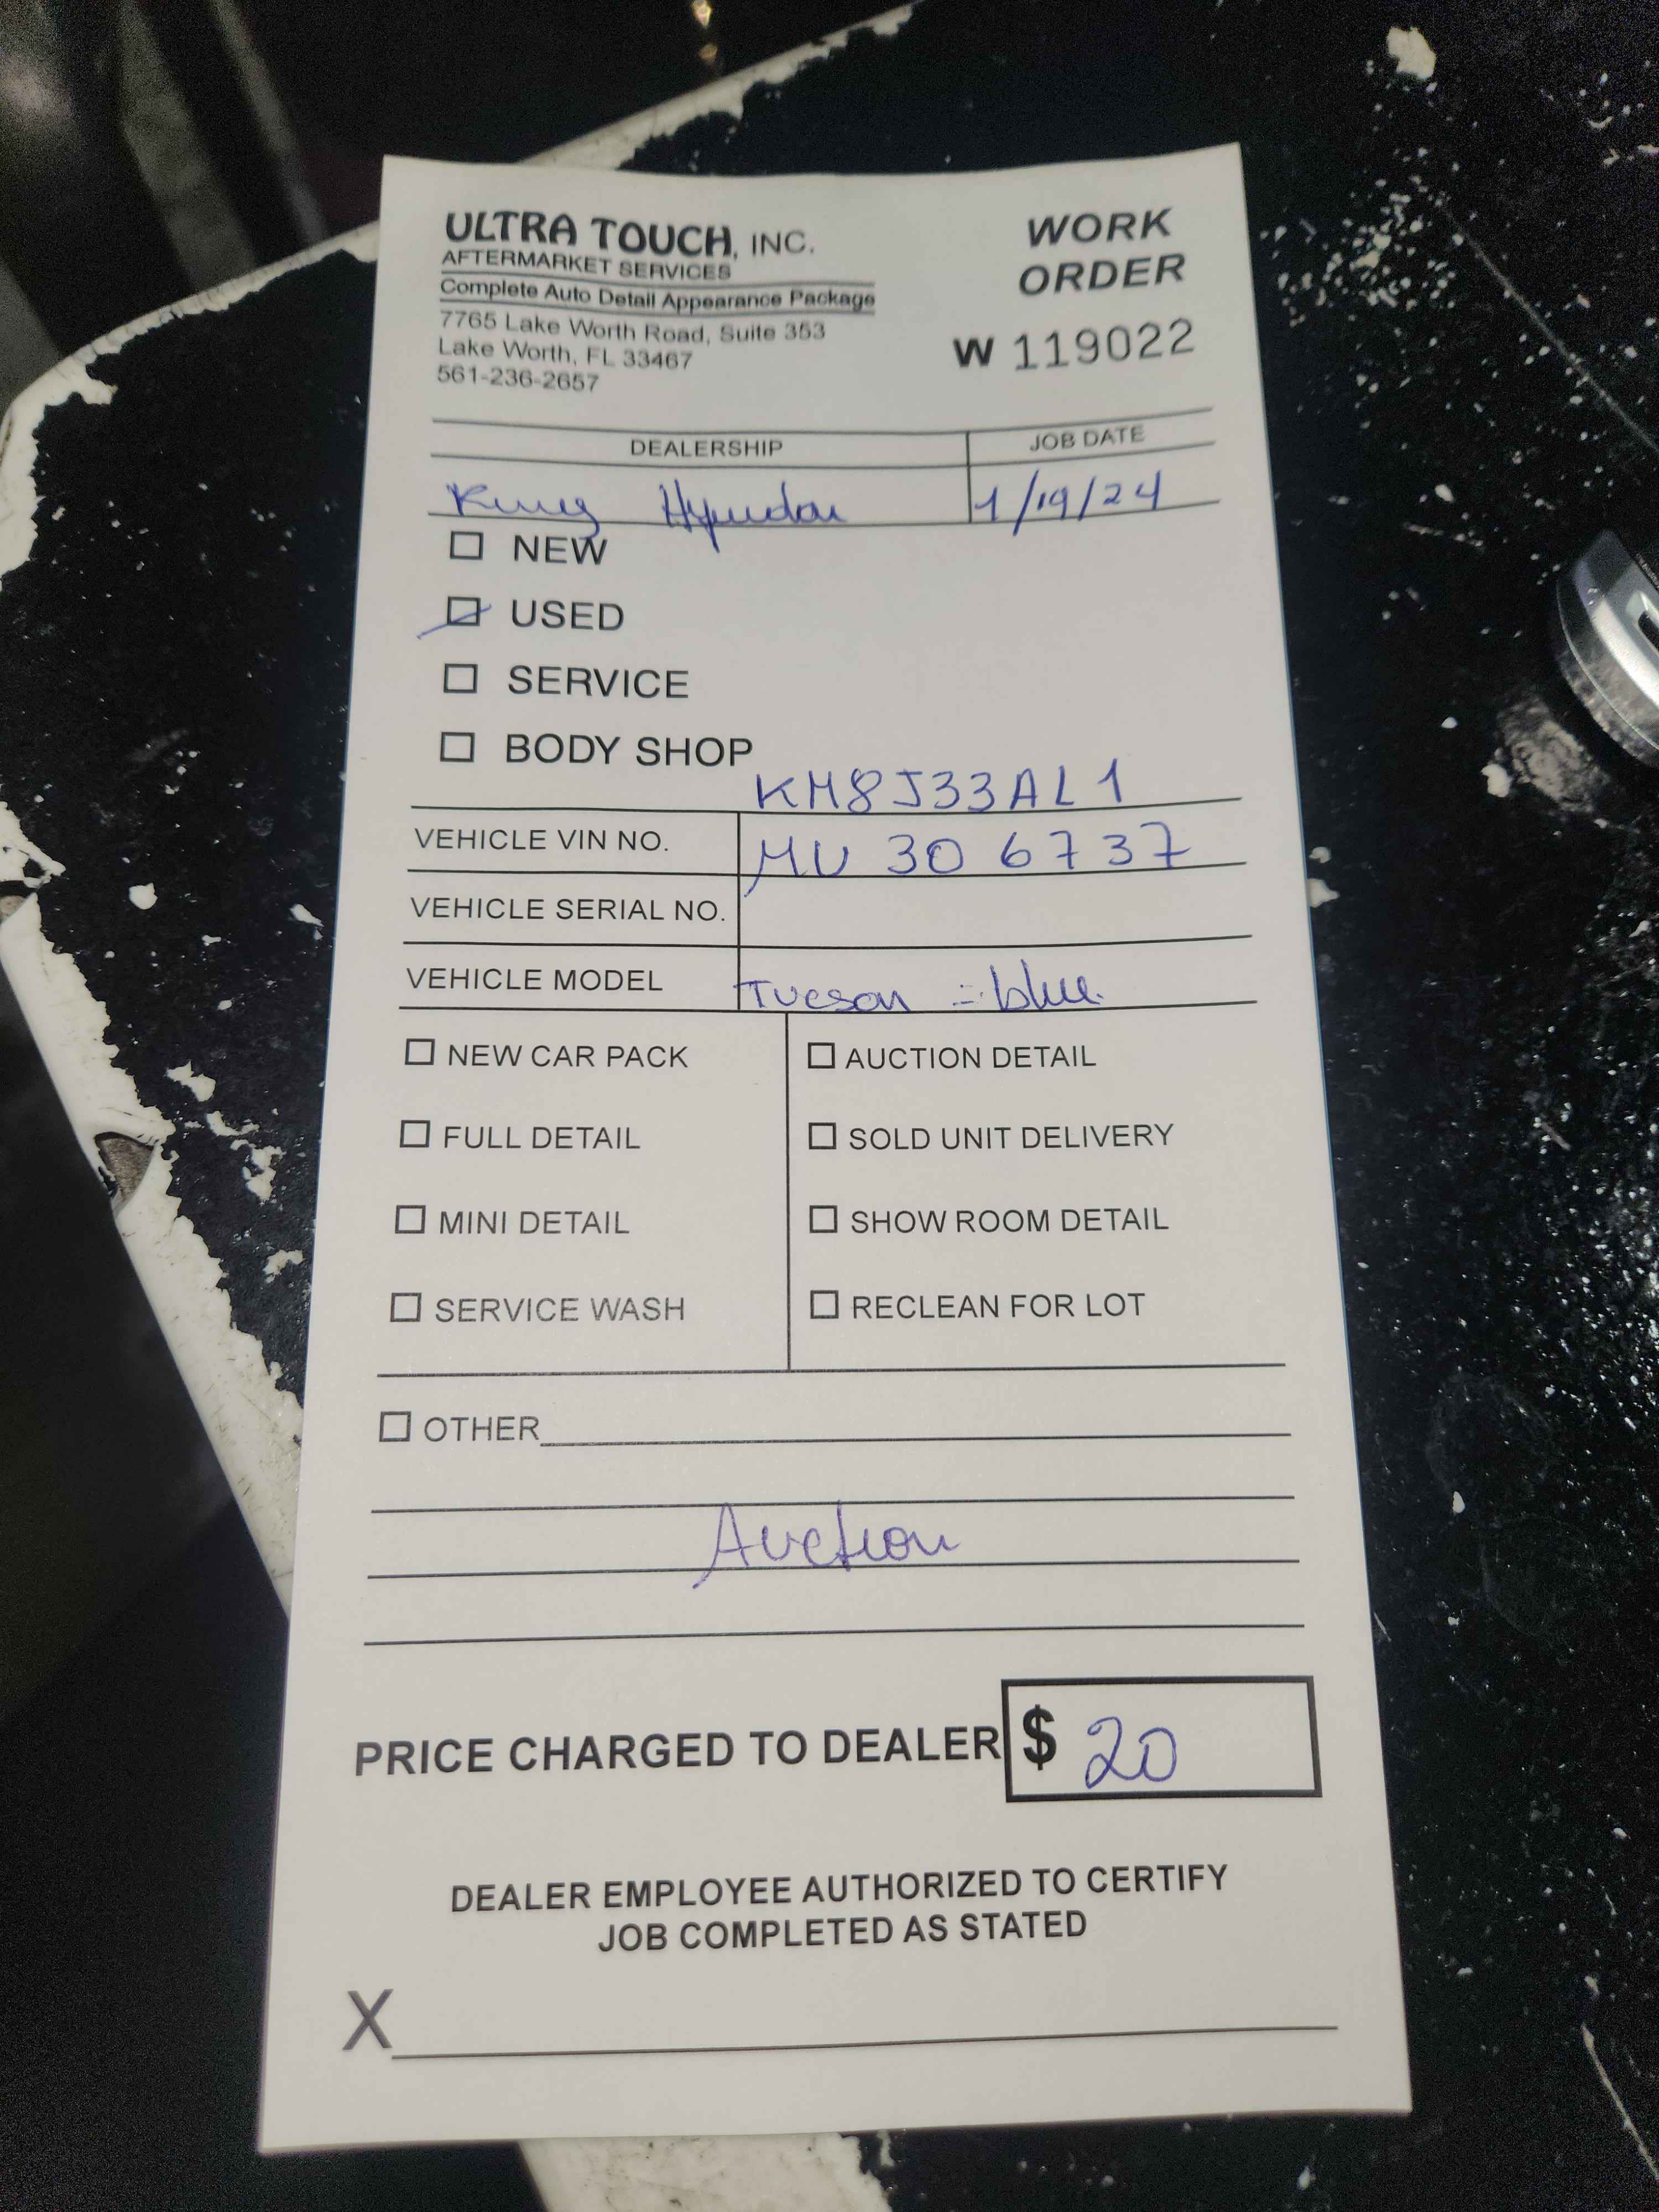 ULTRA TOUCH, INC.
AFTERMARKET SERVICES
Complete Auto Detail Appearance Package
7765 Lake Worth Road, Suite 353
Lake Worth, FL 33467
561-236-2657
WORK
ORDER
W 119022
DEALERSHIP JOB DATE
King Hyundai 1/19/24
NEW
USED
SERVICE
BODY SHOP
KM8J33AL1
VEHICLE VIN NO. MU 306737
VEHICLE SERIAL NO.
VEHICLE MODEL Tucson = blue
NEW CAR PACK AUCTION DETAIL
FULL DETAIL SOLD UNIT DELIVERY
MINI DETAIL SHOW ROOM DETAIL
SERVICE WASH RECLEAN FOR LOT
OTHER
Auction
PRICE CHARGED TO DEALER $ 20
DEALER EMPLOYEE AUTHORIZED TO CERTIFY
JOB COMPLETED AS STATED
X